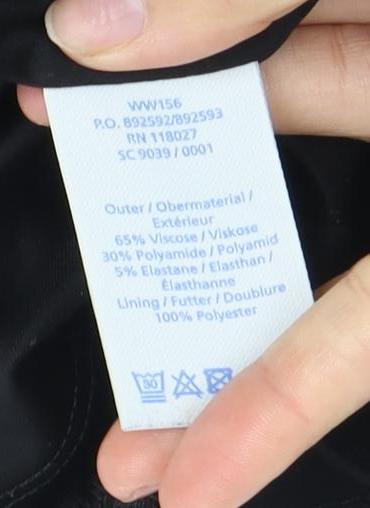 WW156
P.O. 892592/892593
RN 118027
SC 9039 / 0001
Outer / Obermaterial /
Extérieur
65% Viscose / Viskose
30% Polyamide / Polyamid
5% Elastane / Elasthan /
Élasthanne
Lining / Futter / Doublure
100% Polyester
30